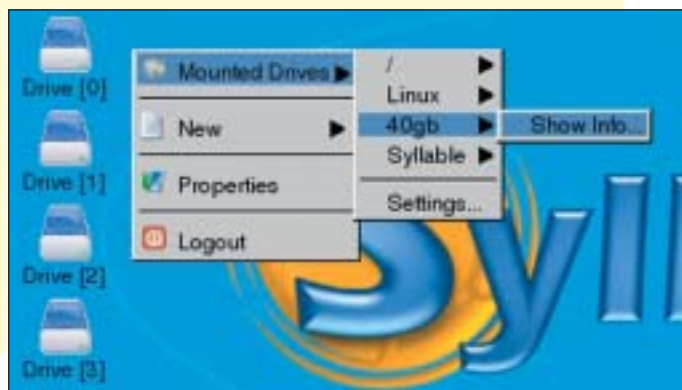 Drive [0]
Drive [1]
Drive [2]
Drive [3]
Mounted Drives
New
Properties
Logout
/
Linux
40gb
Syllable
Settings...
Show Info...
Syll